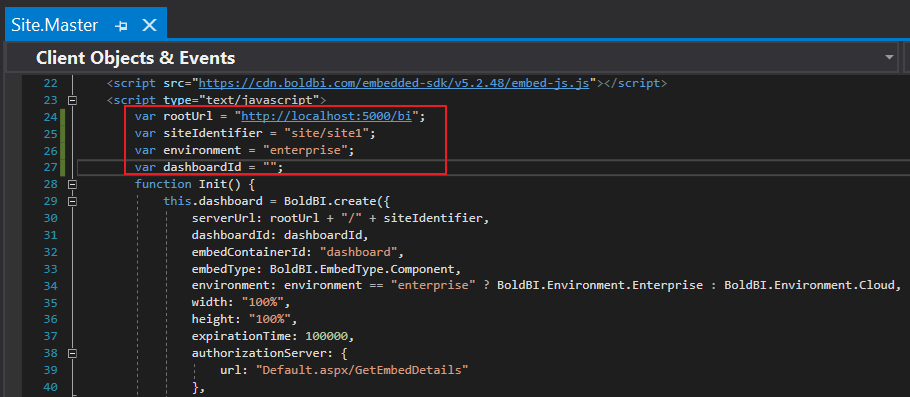 Site.Master
Client Objects & Events
22 <script src="https://cdn.boldbi.com/embedded-sdk/v5.2.48/embed-js.js"></script>
23 <script type="text/javascript">
24 var rootUrl = "http://localhost:5000/bi";
25 var siteIdentifier = "site/site1";
26 var environment = "enterprise";
27 var dashboardId = "";
28 function Init() {
29 this.dashboard = BoldBI.create({
30 serverUrl: rootUrl + "/" + siteIdentifier,
31 dashboardId: dashboardId,
32 embedContainerId: "dashboard",
33 embedType: BoldBI.EmbedType.Component,
34 environment: environment == "enterprise" ? BoldBI.Environment.Enterprise : BoldBI.Environment.Cloud,
35 width: "100%",
36 height: "100%",
37 expirationTime: 100000,
38 authorizationServer: {
39 url: "Default.aspx/GetEmbedDetails"
40 },